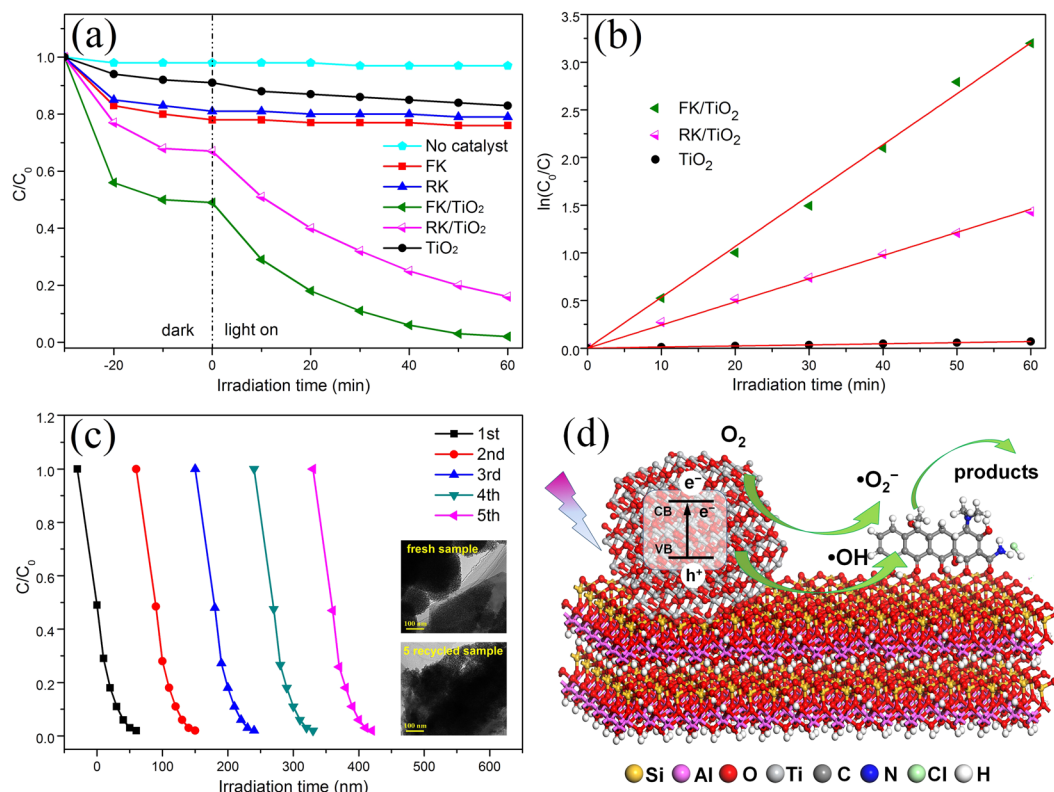 (a)
1.0
0.8
0.6
0.4
0.2
0.0
C/C₀
No catalyst
FK
RK
FK/TiO₂
RK/TiO₂
TiO₂
dark
light on
-20 0 20 40 60
Irradiation time (min)
(b)
3.5
3.0
2.5
2.0
1.5
1.0
0.5
0.0
ln(C₀/C)
FK/TiO₂
RK/TiO₂
TiO₂
0 10 20 30 40 50 60
Irradiation time (min)
(c)
1.2
1.0
0.8
0.6
0.4
0.2
0.0
C/C₀
1st
2nd
3rd
4th
5th
fresh sample
100 nm
5 recycled sample
100 nm
0 100 200 300 400 500 600
Irradiation time (nm)
(d)
O₂
products
•O₂⁻
e⁻
CB e⁻
VB
h⁺
•OH
Si Al O Ti C N Cl H